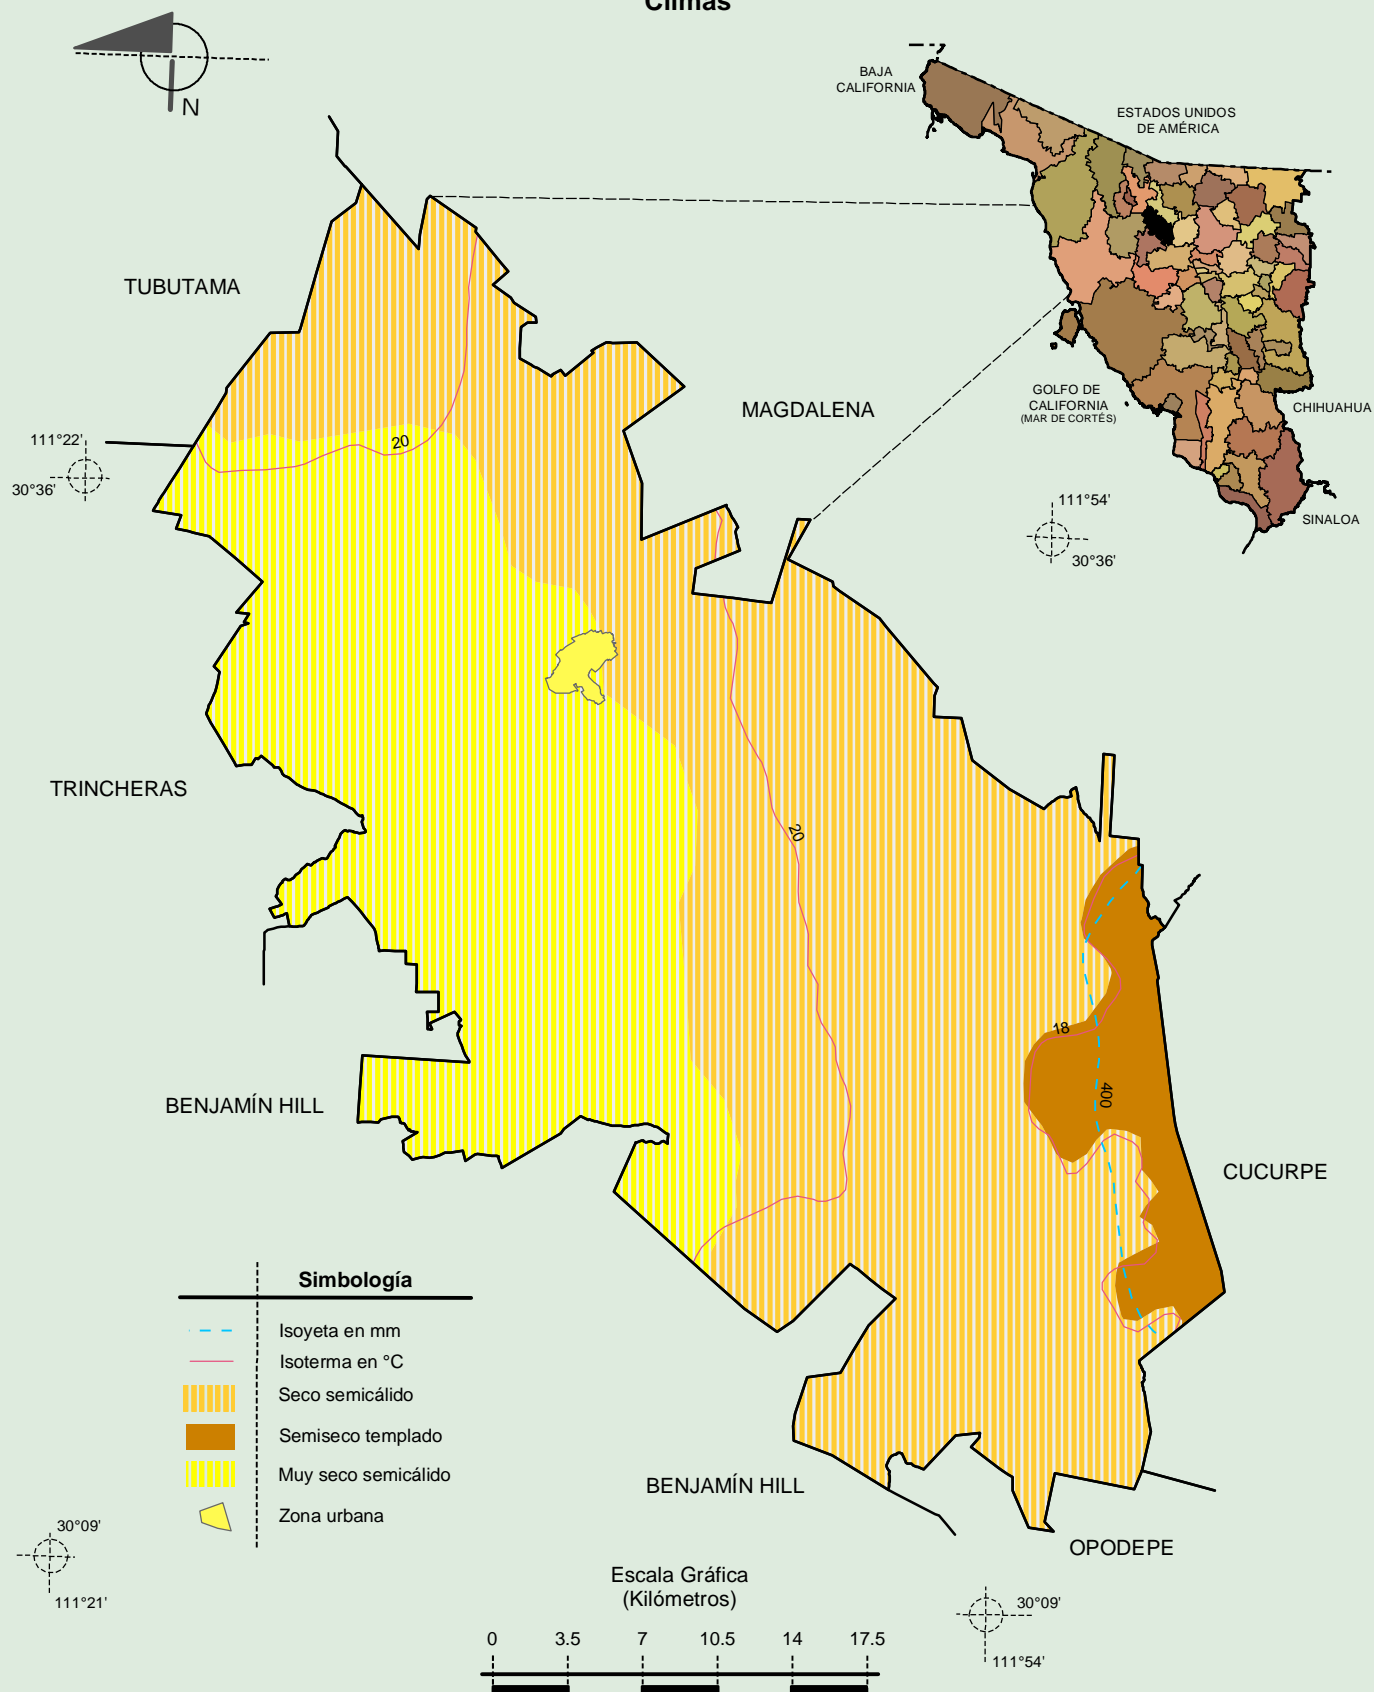 Climas
N
BAJA
CALIFORNIA
ESTADOS UNIDOS
DE AMÉRICA
TUBUTAMA
GOLFO DE
CALIFORNIA
(MAR DE CORTÉS)
CHIHUAHUA
MAGDALENA
111°22'
30°36'
20
111°54'
30°36'
SINALOA
TRINCHERAS
20
18
400
BENJAMÍN HILL
CUCURPE
Simbología
Isoyeta en mm
Isoterma en °C
Seco semicálido
Semiseco templado
Muy seco semicálido
Zona urbana
BENJAMÍN HILL
OPODEPE
30°09'
111°21'
Escala Gráfica
(Kilómetros)
30°09'
111°54'
0 3.5 7 10.5 14 17.5